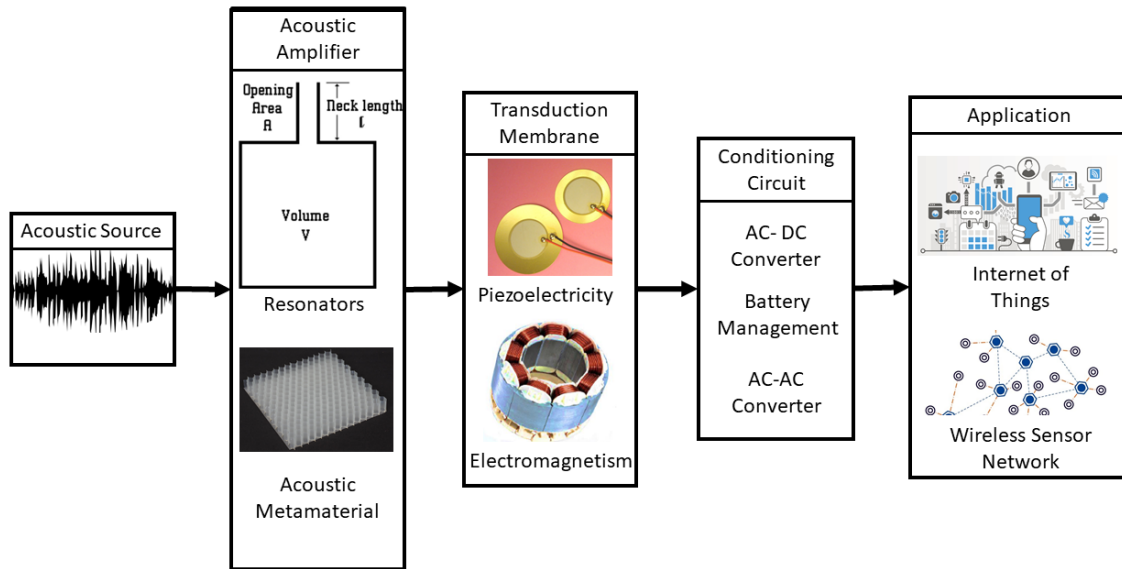 Acoustic Source
Acoustic
Amplifier
Opening
Area
A
Neck length
l
Volume
V
Resonators
Acoustic
Metamaterial
Transduction
Membrane
Piezoelectricity
Electromagnetism
Conditioning
Circuit
AC- DC
Converter
Battery
Management
AC-AC
Converter
Application
Internet of
Things
Wireless Sensor
Network